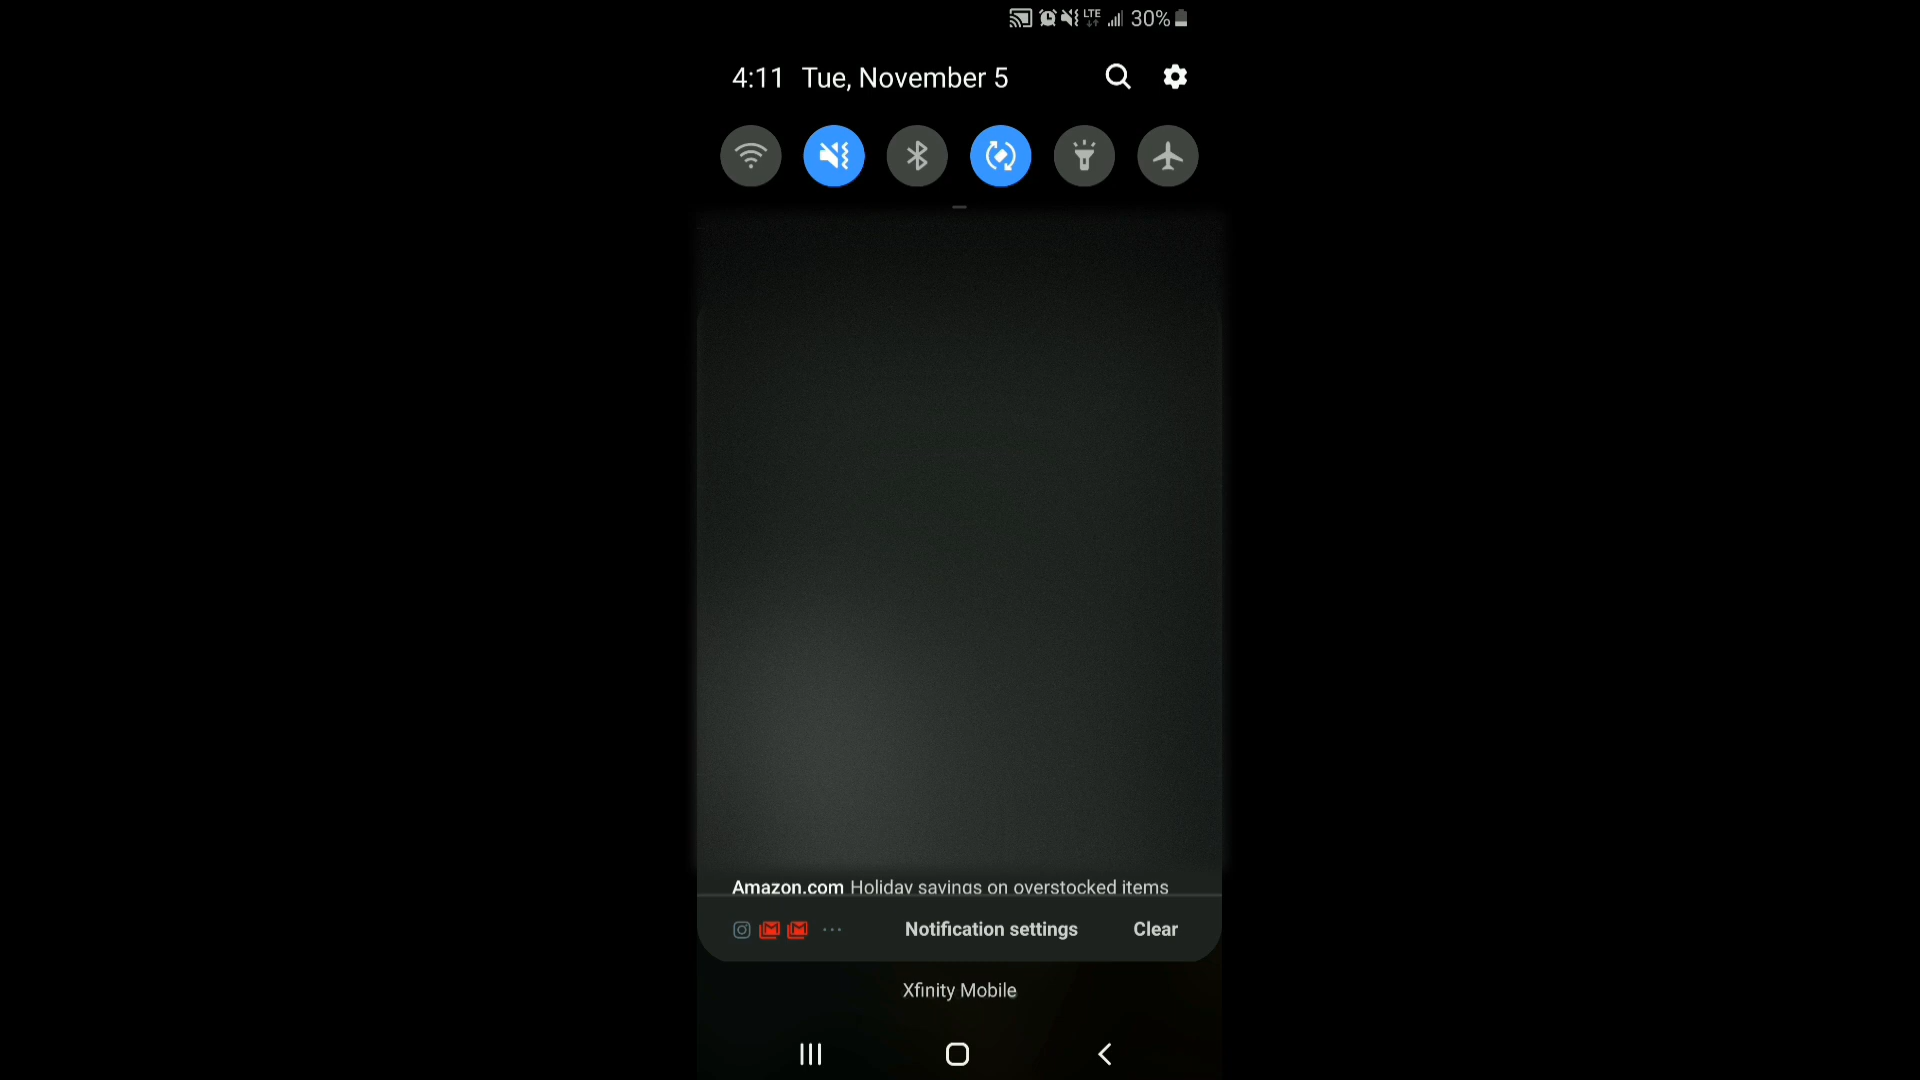 LTE 30%
4:11 Tue, November 5
Amazon.com Holiday savings on overstocked items
Notification settings Clear
Xfinity Mobile